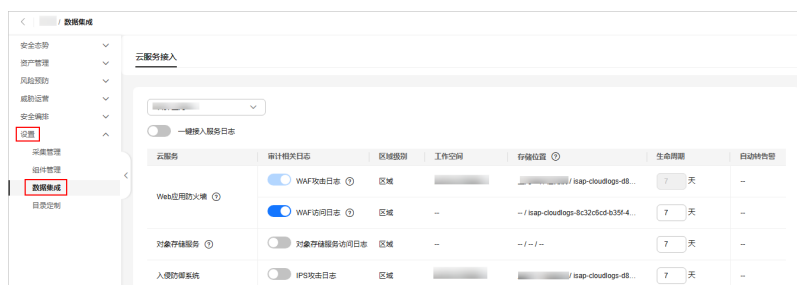 / 数据集成
安全态势
资产管理
风险预防
威胁运营
安全编排
设置
采集管理
组件管理
数据集成
目录定制
云服务接入
一键接入服务日志
云服务 审计相关日志 区域级别 工作空间 存储位置 生命周期 自动转告警
Web应用防火墙 WAF攻击日志 区域 / isap-cloudlogs-d8... 7 天 --
WAF访问日志 区域 -- -- / isap-cloudlogs-8c32c6cd-b35f-4... 7 天 --
对象存储服务 对象存储服务访问日志 区域 -- -- / -- / -- 7 天 --
入侵防御系统 IPS攻击日志 区域 / isap-cloudlogs-d8... 7 天 --